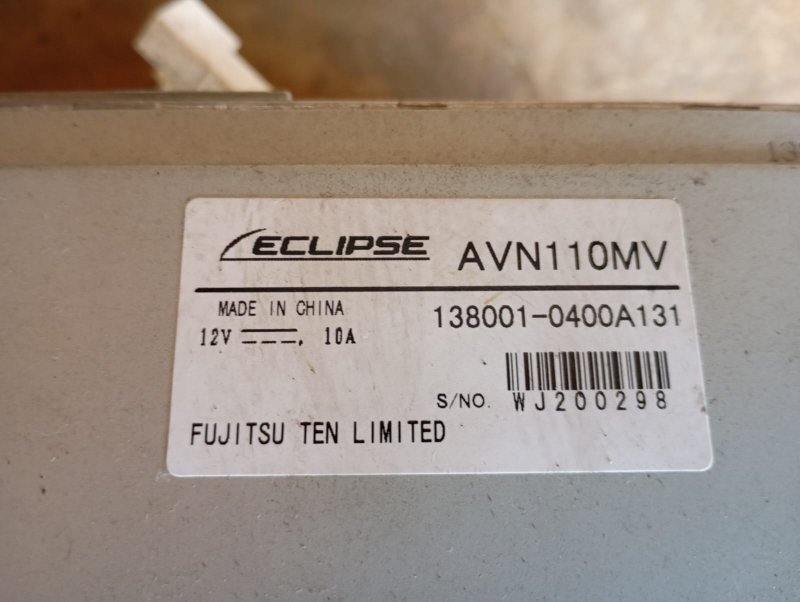 ECLIPSE AVN110MV
MADE IN CHINA 138001-0400A131
12V ⎓, 10A
S/NO. WJ200298
FUJITSU TEN LIMITED